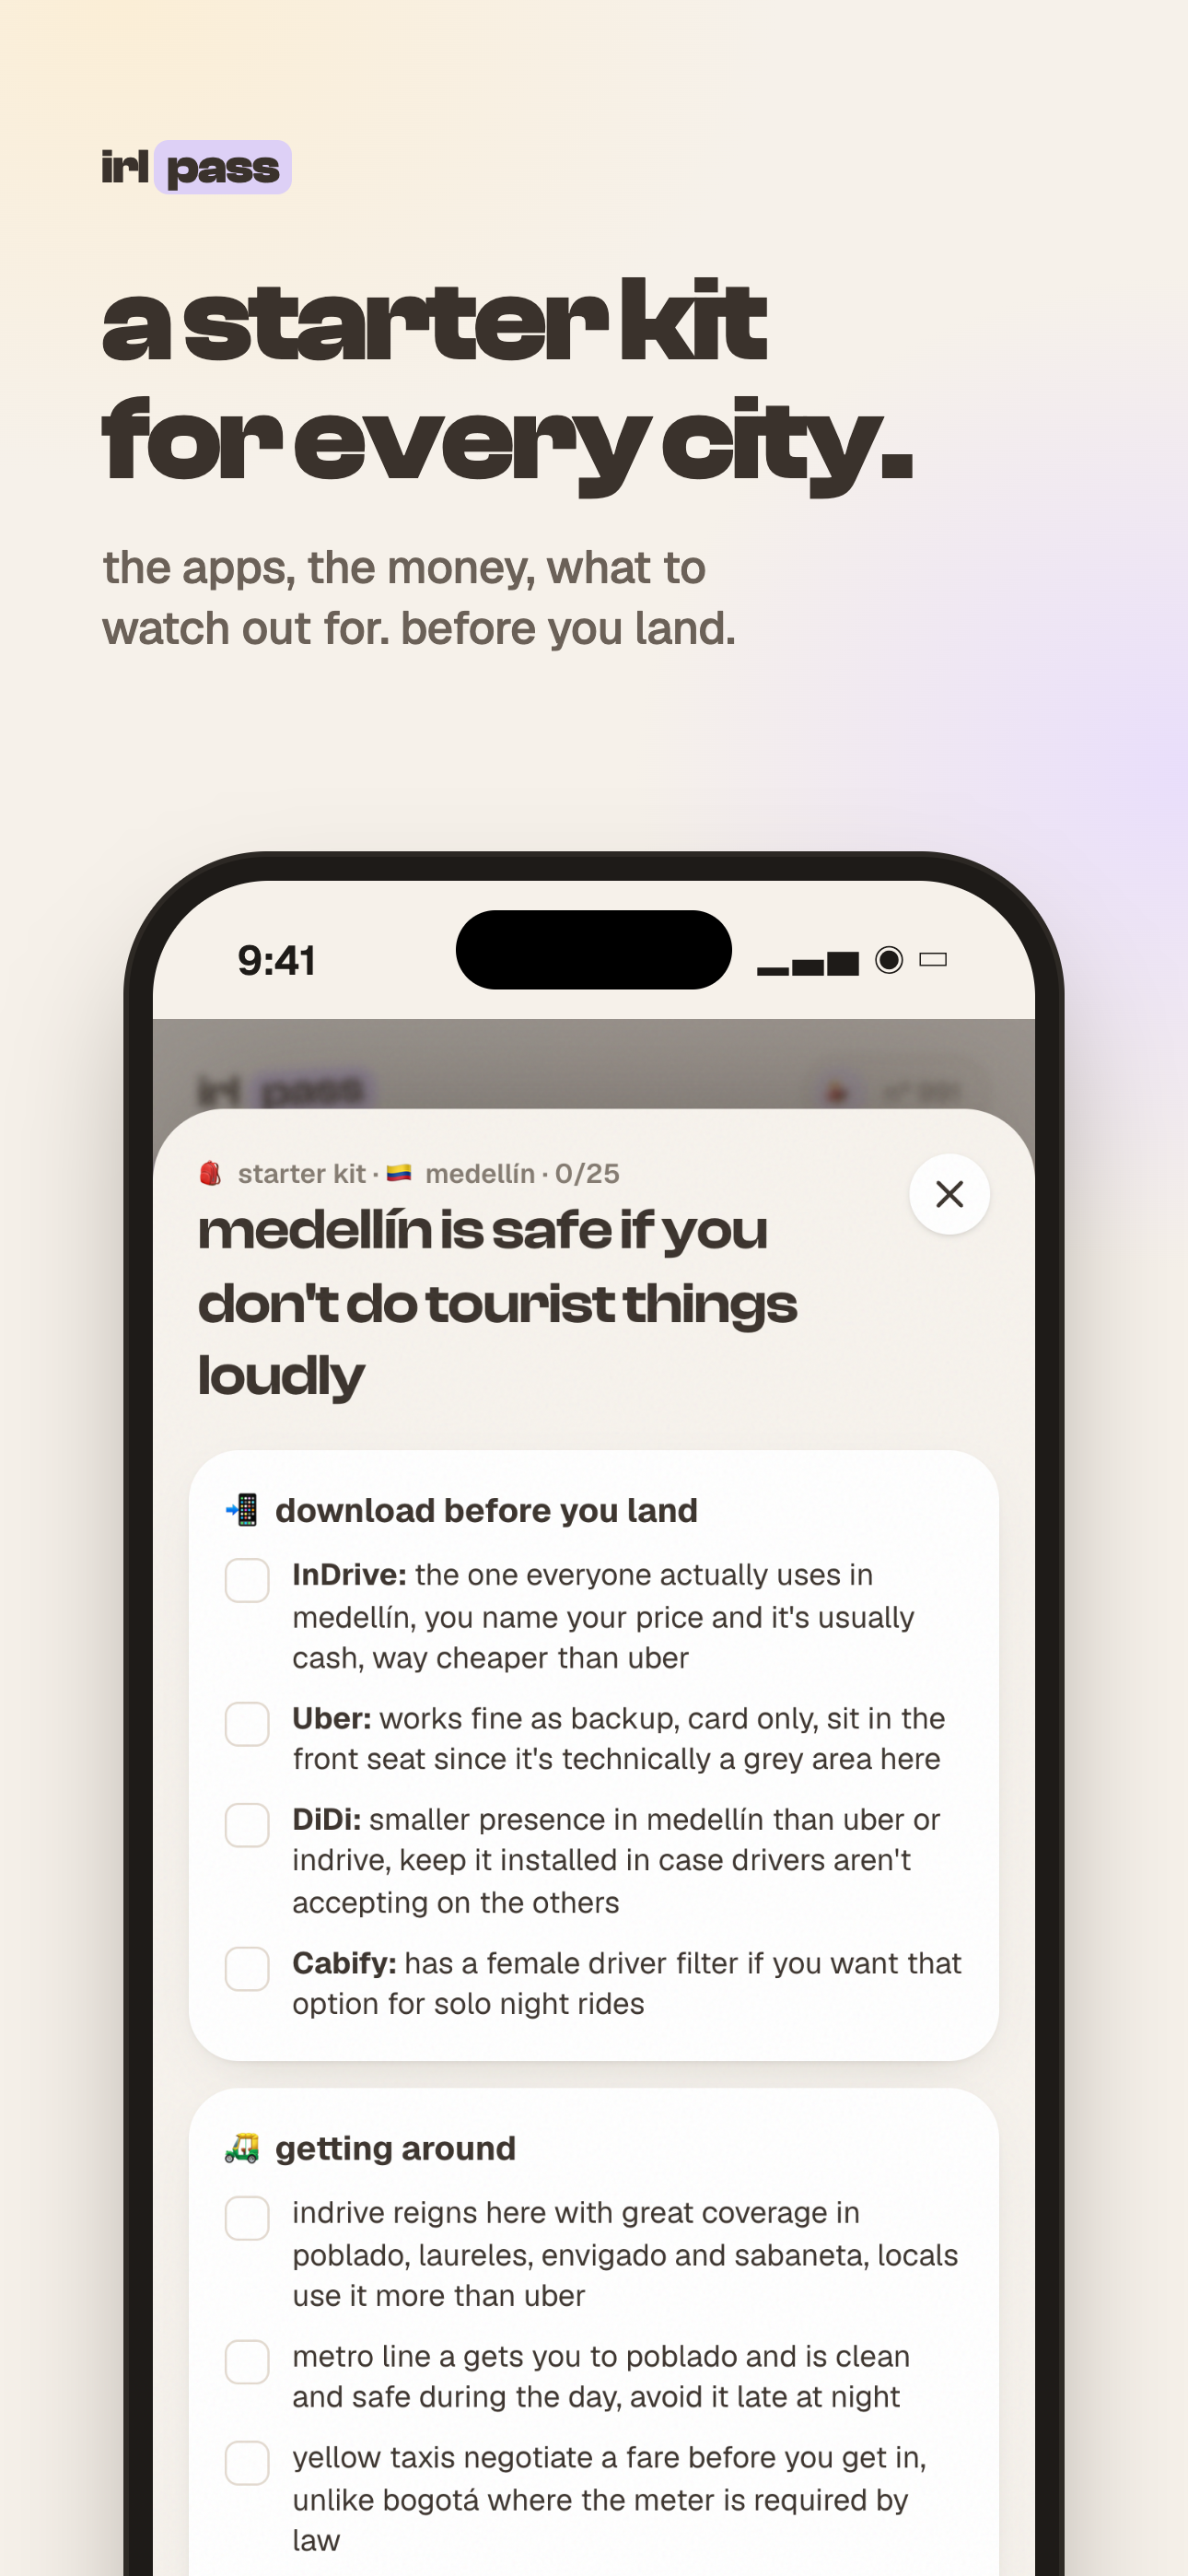 irl pass
a starter kit
for every city.
the apps, the money, what to
watch out for. before you land.
9:41
irl pass
starter kit · medellín · 0/25
medellín is safe if you
don't do tourist things
loudly
download before you land
InDrive: the one everyone actually uses in
medellín, you name your price and it's usually
cash, way cheaper than uber
Uber: works fine as backup, card only, sit in the
front seat since it's technically a grey area here
DiDi: smaller presence in medellín than uber or
indrive, keep it installed in case drivers aren't
accepting on the others
Cabify: has a female driver filter if you want that
option for solo night rides
getting around
indrive reigns here with great coverage in
poblado, laureles, envigado and sabaneta, locals
use it more than uber
metro line a gets you to poblado and is clean
and safe during the day, avoid it late at night
yellow taxis negotiate a fare before you get in,
unlike bogotá where the meter is required by
law